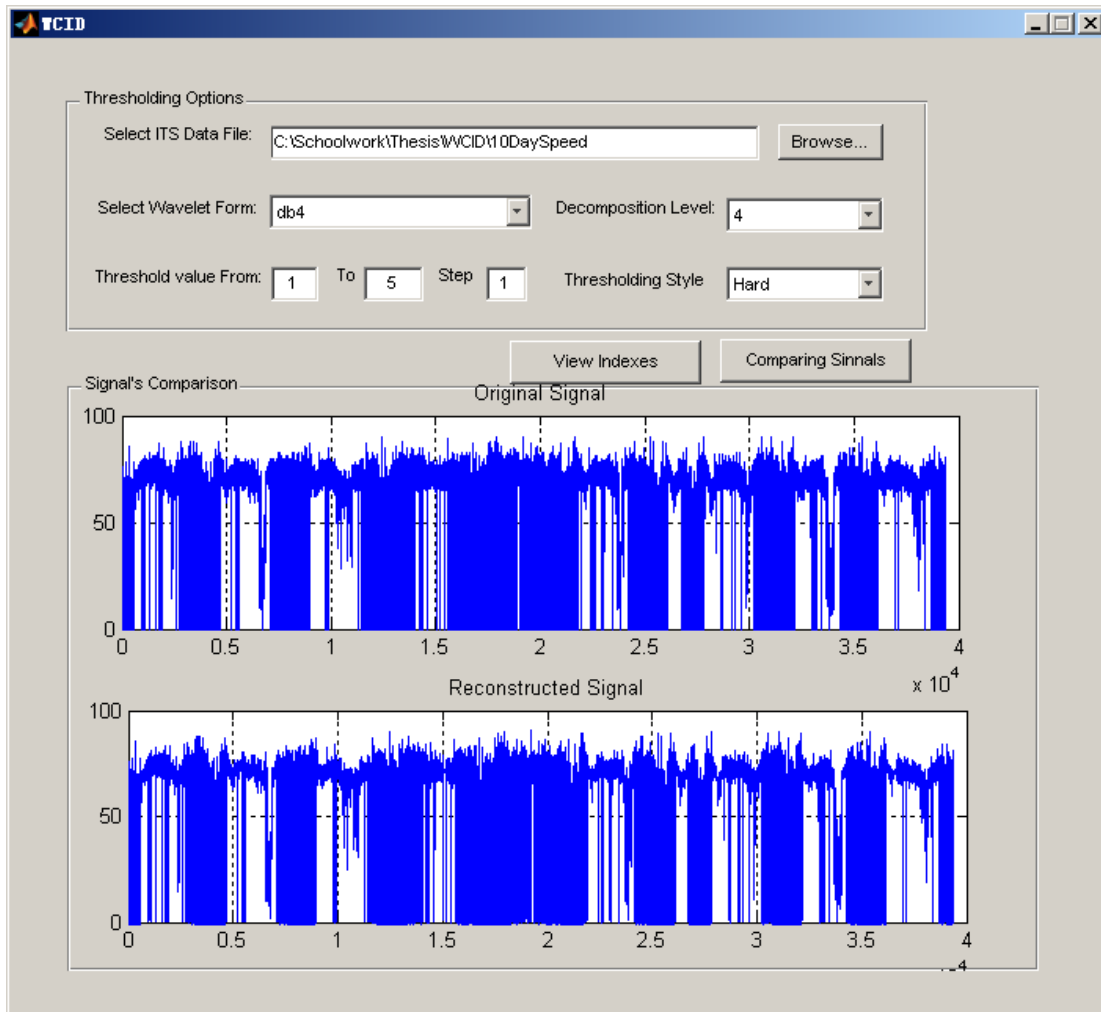 WCID
Thresholding Options
Select ITS Data File: C:\Schoolwork\Thesis\WCID\10DaySpeed Browse...
Select Wavelet Form: db4 Decomposition Level: 4
Threshold value From: 1 To 5 Step 1 Thresholding Style Hard
View Indexes Comparing Sinnals
Signal's Comparison
Original Signal
100
50
0
0 0.5 1 1.5 2 2.5 3 3.5 4
x 10^4
Reconstructed Signal
100
50
0
0 0.5 1 1.5 2 2.5 3 3.5 4